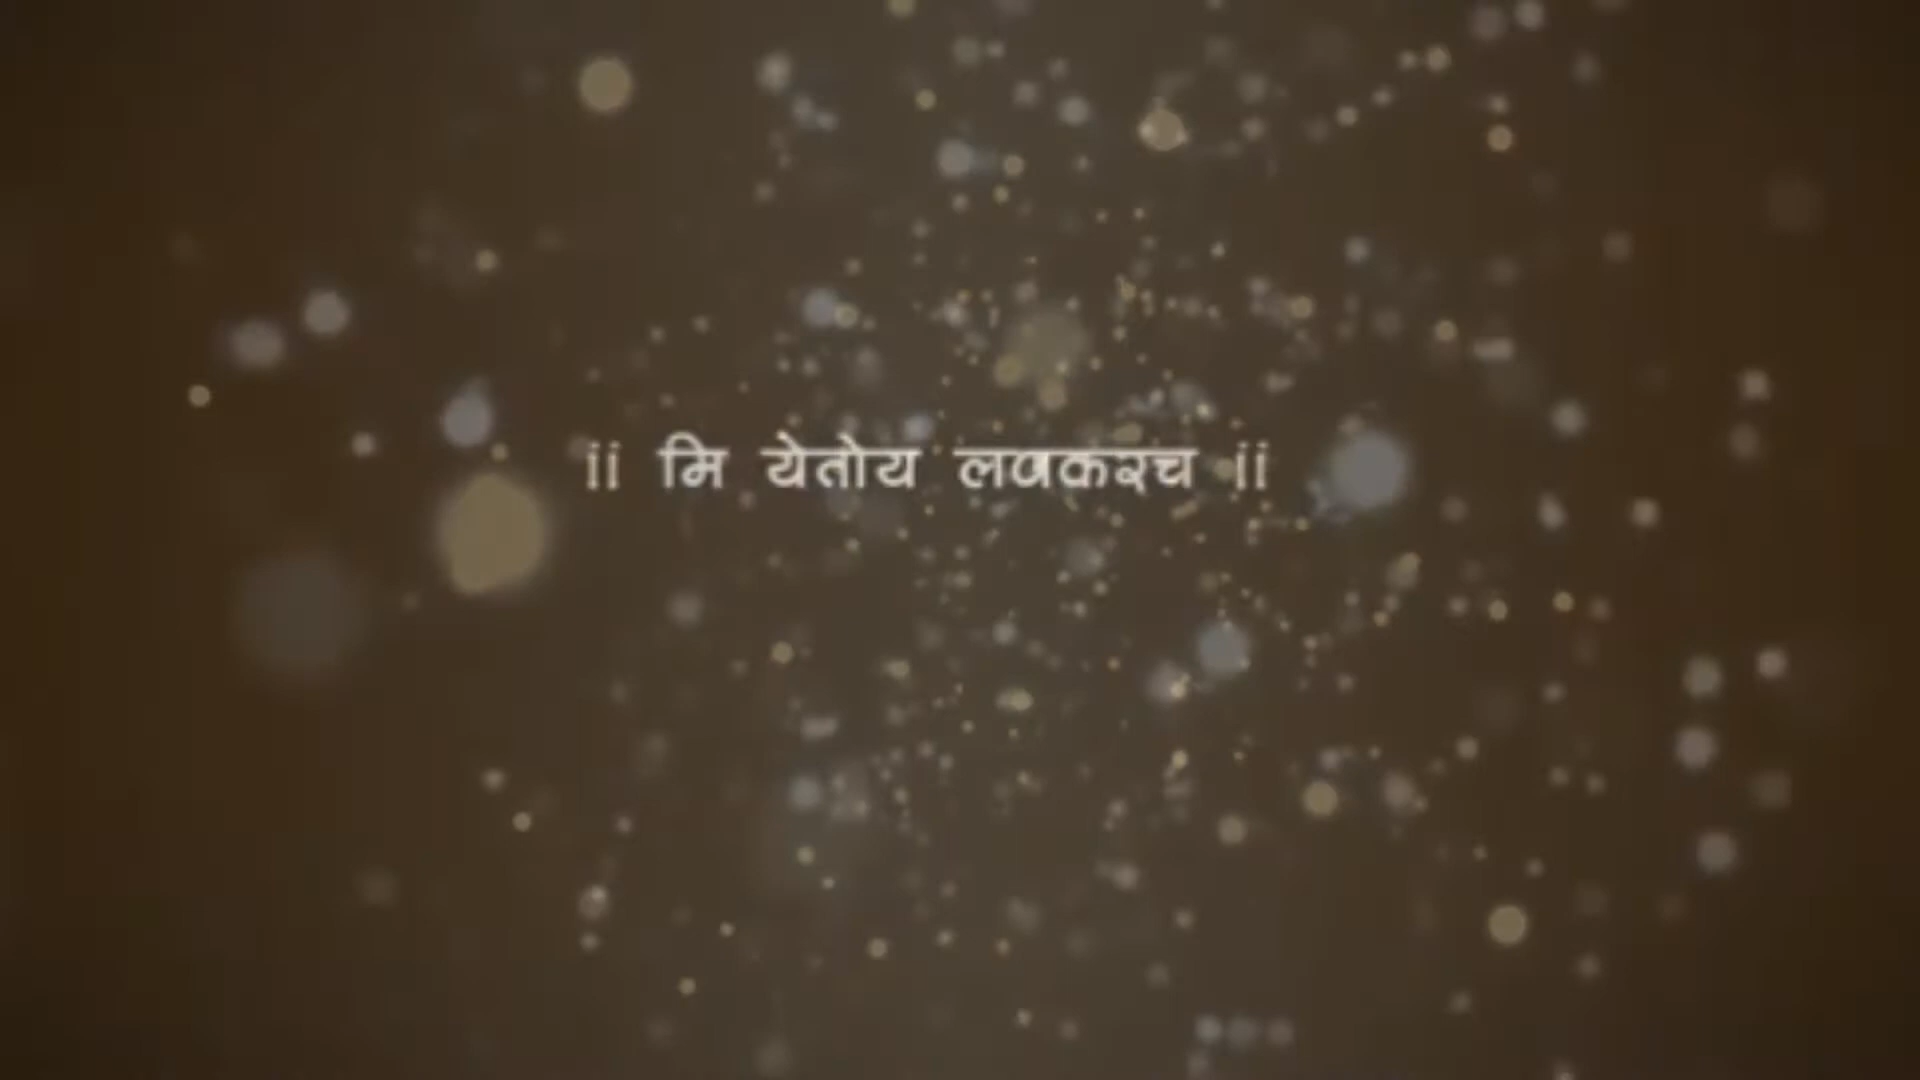 ॥ मि येतोय लवकरच ॥